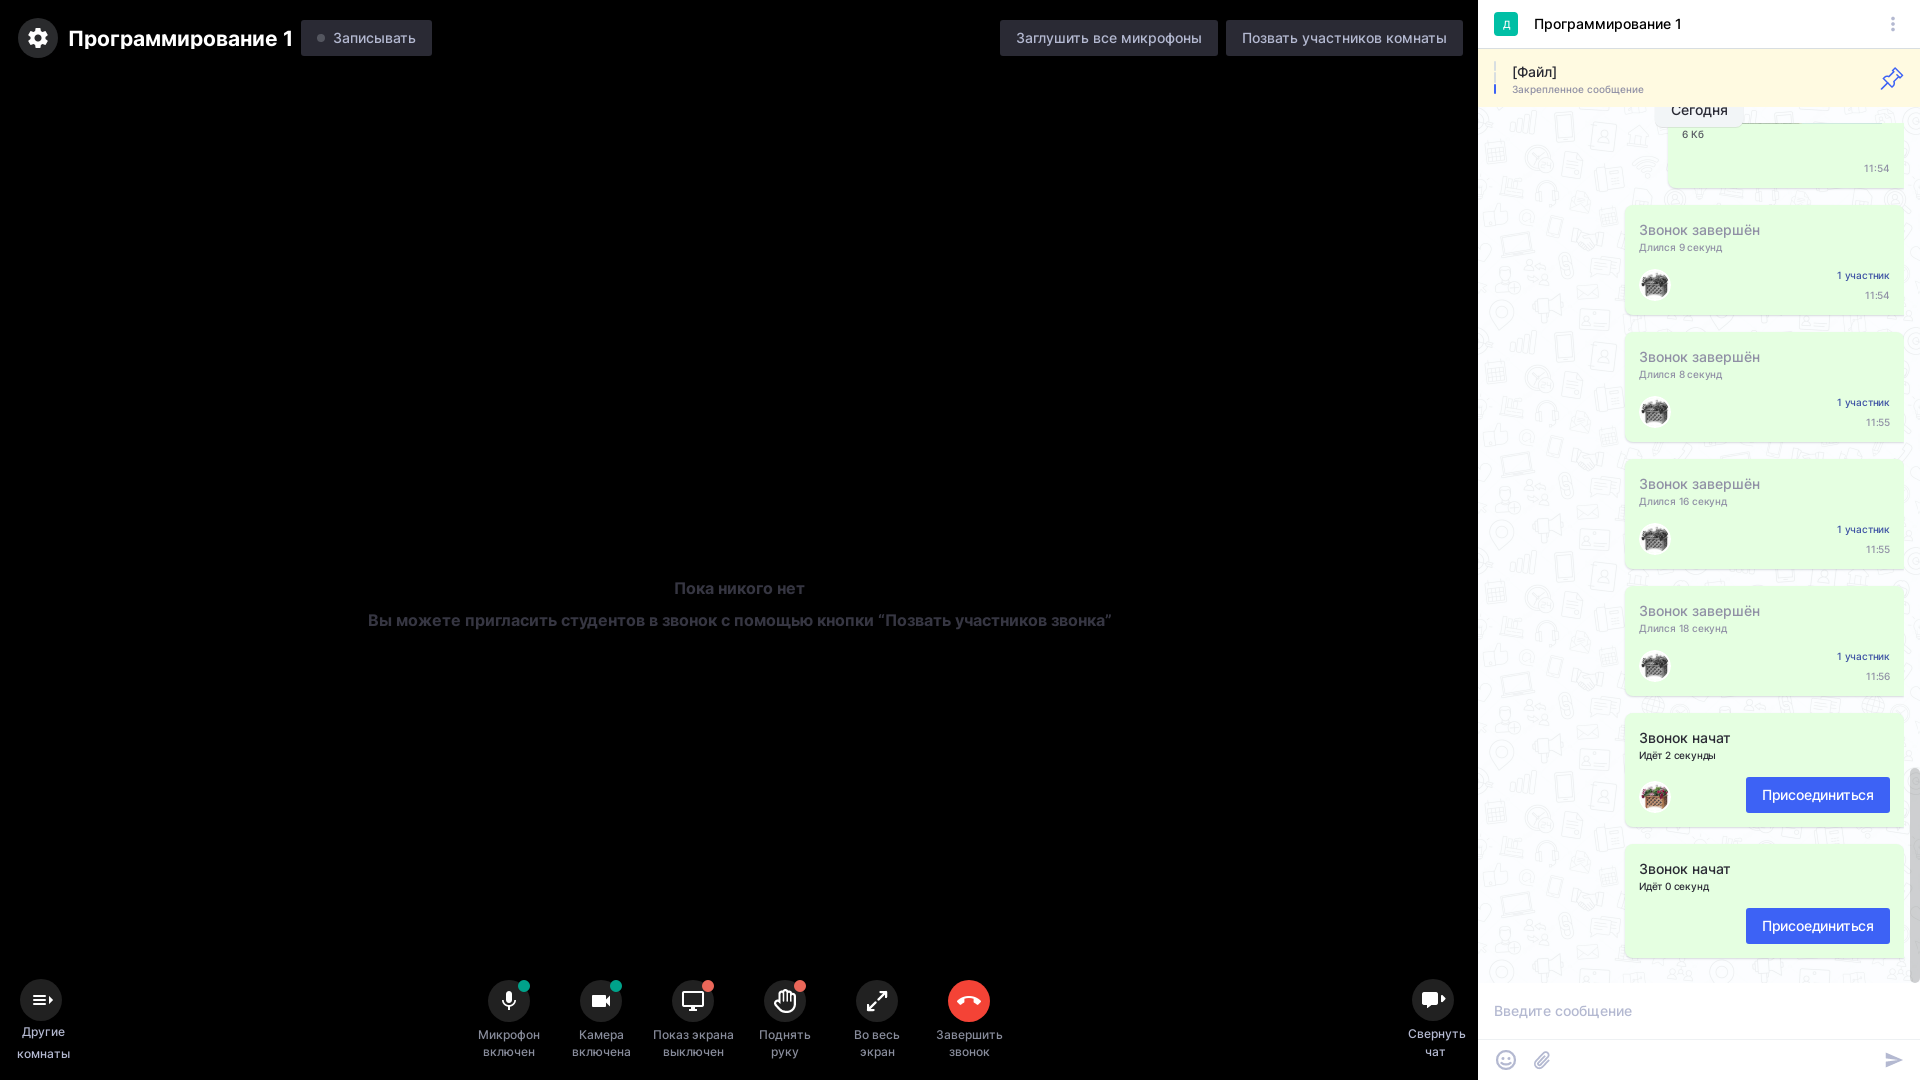 Программирование 1
Записывать
Заглушить все микрофоны
Позвать участников комнаты
Пока никого нет
Вы можете пригласить студентов в звонок с помощью кнопки “Позвать участников звонка”
Другие
комнаты
Микрофон
включен
Камера
включена
Показ экрана
выключен
Поднять
руку
Во весь
экран
Завершить
звонок
Свернуть
чат
Д
Программирование 1
[Файл]
Закрепленное сообщение
Сегодня
6 Кб
11:54
Звонок завершён
Длился 9 секунд
1 участник
11:54
Звонок завершён
Длился 8 секунд
1 участник
11:55
Звонок завершён
Длился 16 секунд
1 участник
11:55
Звонок завершён
Длился 18 секунд
1 участник
11:56
Звонок начат
Идёт 2 секунды
Присоединиться
Звонок начат
Идёт 0 секунд
Присоединиться
Введите сообщение